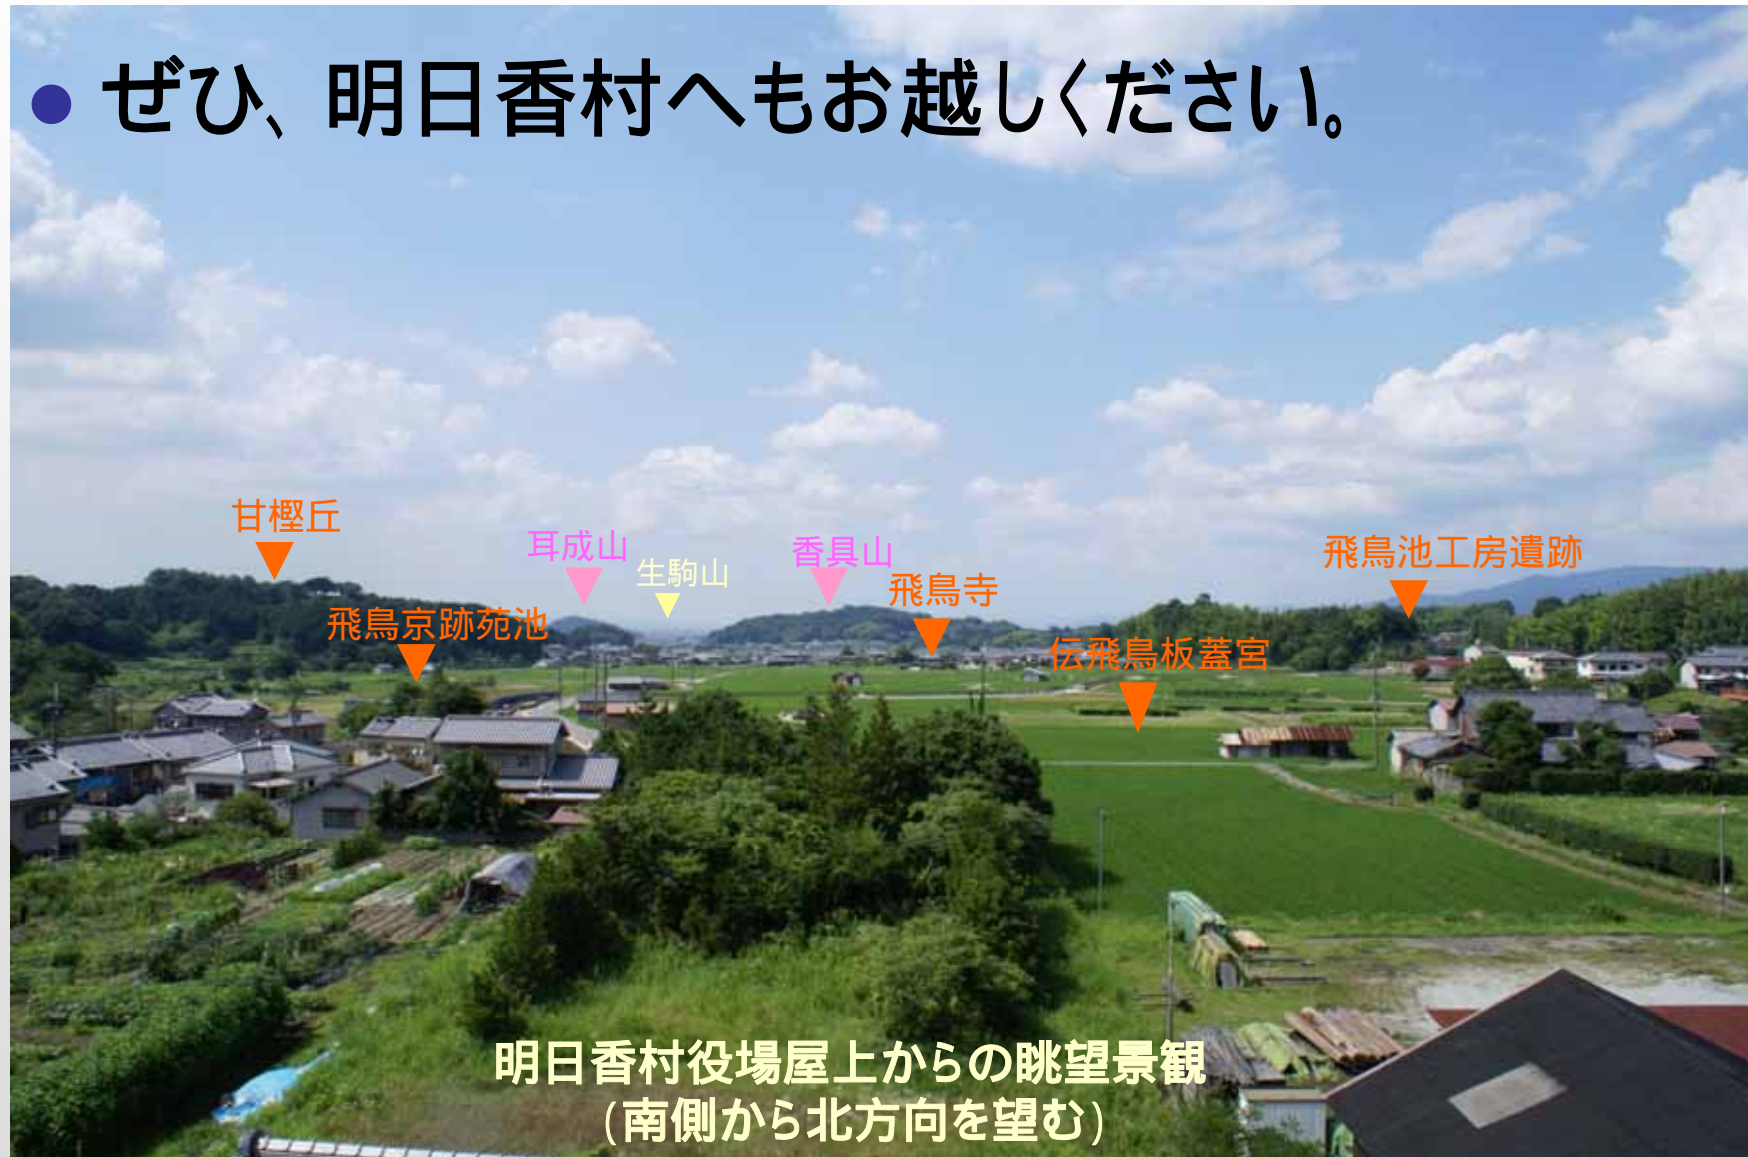 ● ぜひ、明日香村へもお越しください。
甘樫丘
耳成山
生駒山
香具山
飛鳥寺
飛鳥池工房遺跡
飛鳥京跡苑池
伝飛鳥板蓋宮
明日香村役場屋上からの眺望景観
(南側から北方向を望む)